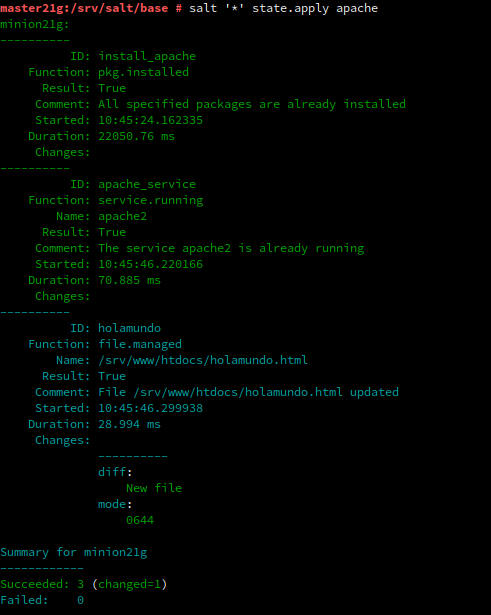 master21g:/srv/salt/base # salt '*' state.apply apache
minion21g:
----------
          ID: install_apache
    Function: pkg.installed
      Result: True
     Comment: All specified packages are already installed
     Started: 10:45:24.162335
    Duration: 22050.76 ms
     Changes:
----------
          ID: apache_service
    Function: service.running
        Name: apache2
      Result: True
     Comment: The service apache2 is already running
     Started: 10:45:46.220166
    Duration: 70.885 ms
     Changes:
----------
          ID: holamundo
    Function: file.managed
        Name: /srv/www/htdocs/holamundo.html
      Result: True
     Comment: File /srv/www/htdocs/holamundo.html updated
     Started: 10:45:46.299938
    Duration: 28.994 ms
     Changes:
              ----------
              diff:
                  New file
              mode:
                  0644

Summary for minion21g
------------
Succeeded: 3 (changed=1)
Failed:    0